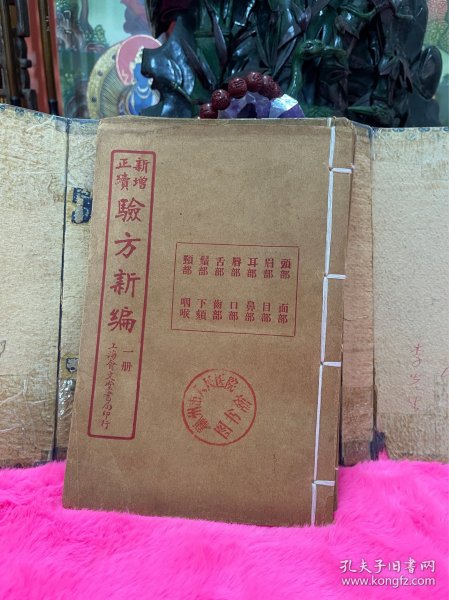 新增
正續
驗方新編
一册
上海會文堂書局印行
頭部 面部
眉部 目部
耳部 鼻部
唇部 口部
舌部 齒部
鬚部 下頦
頸部 咽喉
孔夫子旧书网
www.kongfz.com